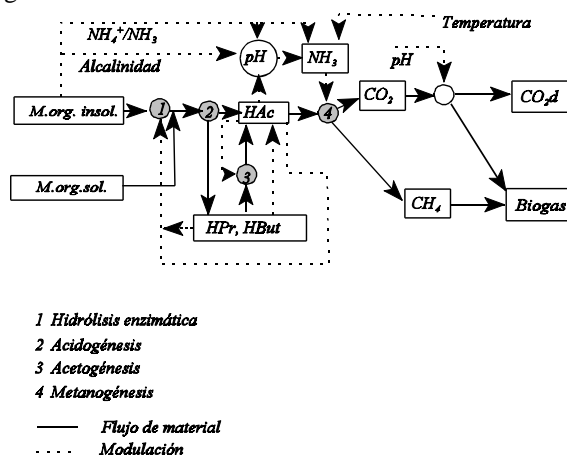 NH₄⁺/NH₃
Temperatura
Alcalinidad
pH
NH₃
pH
M.org. insol.
1
2
HAc
4
CO₂
CO₂d
M.org.sol.
3
HPr, HBut
CH₄
Biogas
1 Hidrólisis enzimática
2 Acidogénesis
3 Acetogénesis
4 Metanogénesis
Flujo de material
Modulación